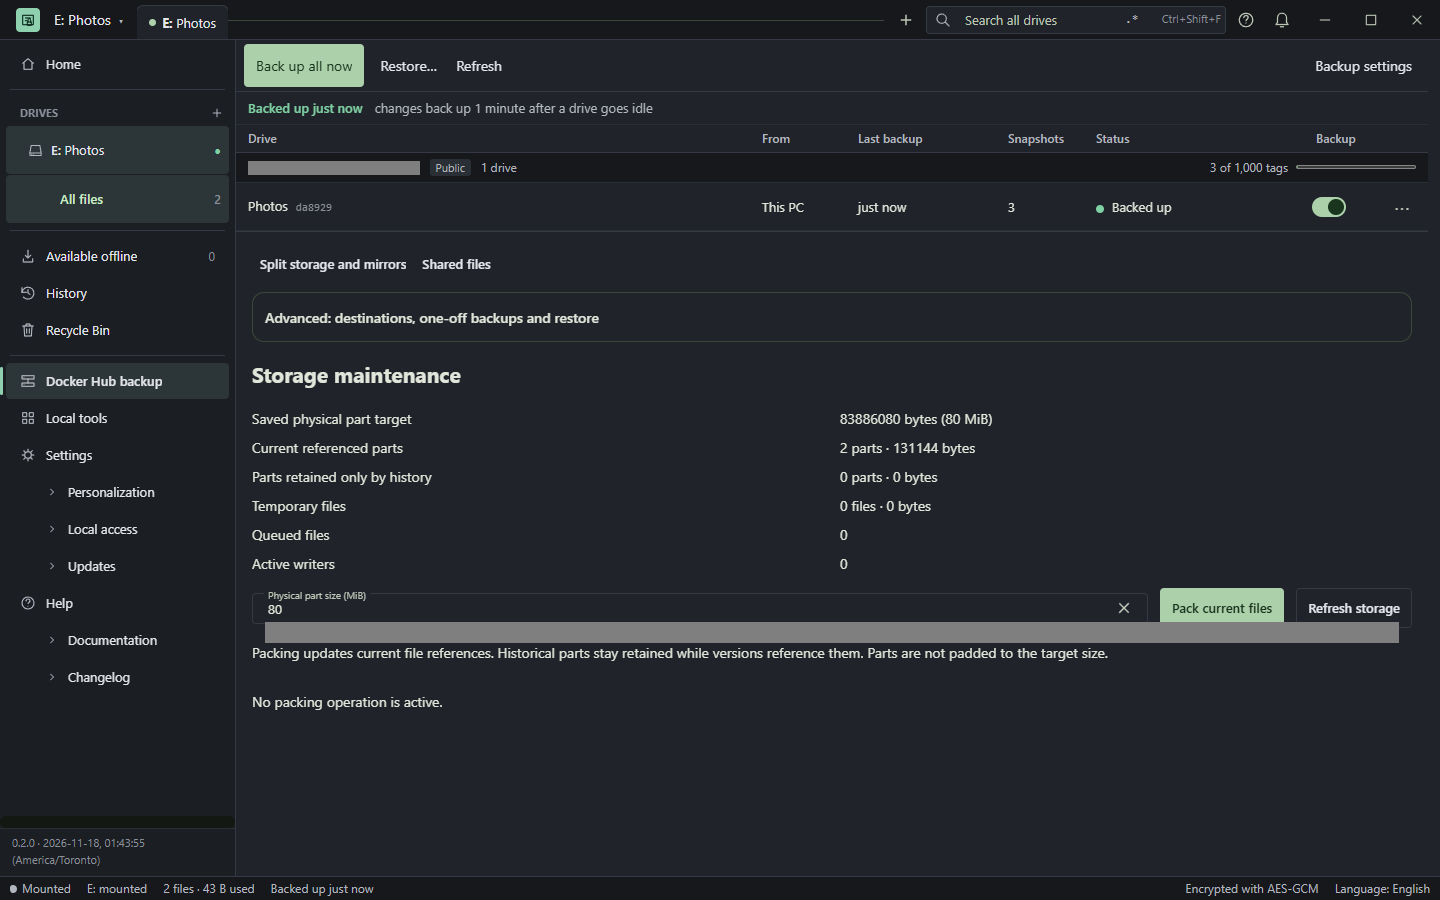 E: Photos
E: Photos
Search all drives .* Ctrl+Shift+F
Home
DRIVES
E: Photos
All files 2
Available offline 0
History
Recycle Bin
Docker Hub backup
Local tools
Settings
Personalization
Local access
Updates
Help
Documentation
Changelog
0.2.0 · 2026-11-18, 01:43:55
(America/Toronto)
Back up all now Restore... Refresh Backup settings
Backed up just now changes back up 1 minute after a drive goes idle
Drive From Last backup Snapshots Status Backup
Public 1 drive 3 of 1,000 tags
Photos da8929 This PC just now 3 Backed up
Split storage and mirrors Shared files
Advanced: destinations, one-off backups and restore
Storage maintenance
Saved physical part target 83886080 bytes (80 MiB)
Current referenced parts 2 parts · 131144 bytes
Parts retained only by history 0 parts · 0 bytes
Temporary files 0 files · 0 bytes
Queued files 0
Active writers 0
Physical part size (MiB)
80
Pack current files Refresh storage
Packing updates current file references. Historical parts stay retained while versions reference them. Parts are not padded to the target size.
No packing operation is active.
Mounted E: mounted 2 files · 43 B used Backed up just now Encrypted with AES-GCM Language: English